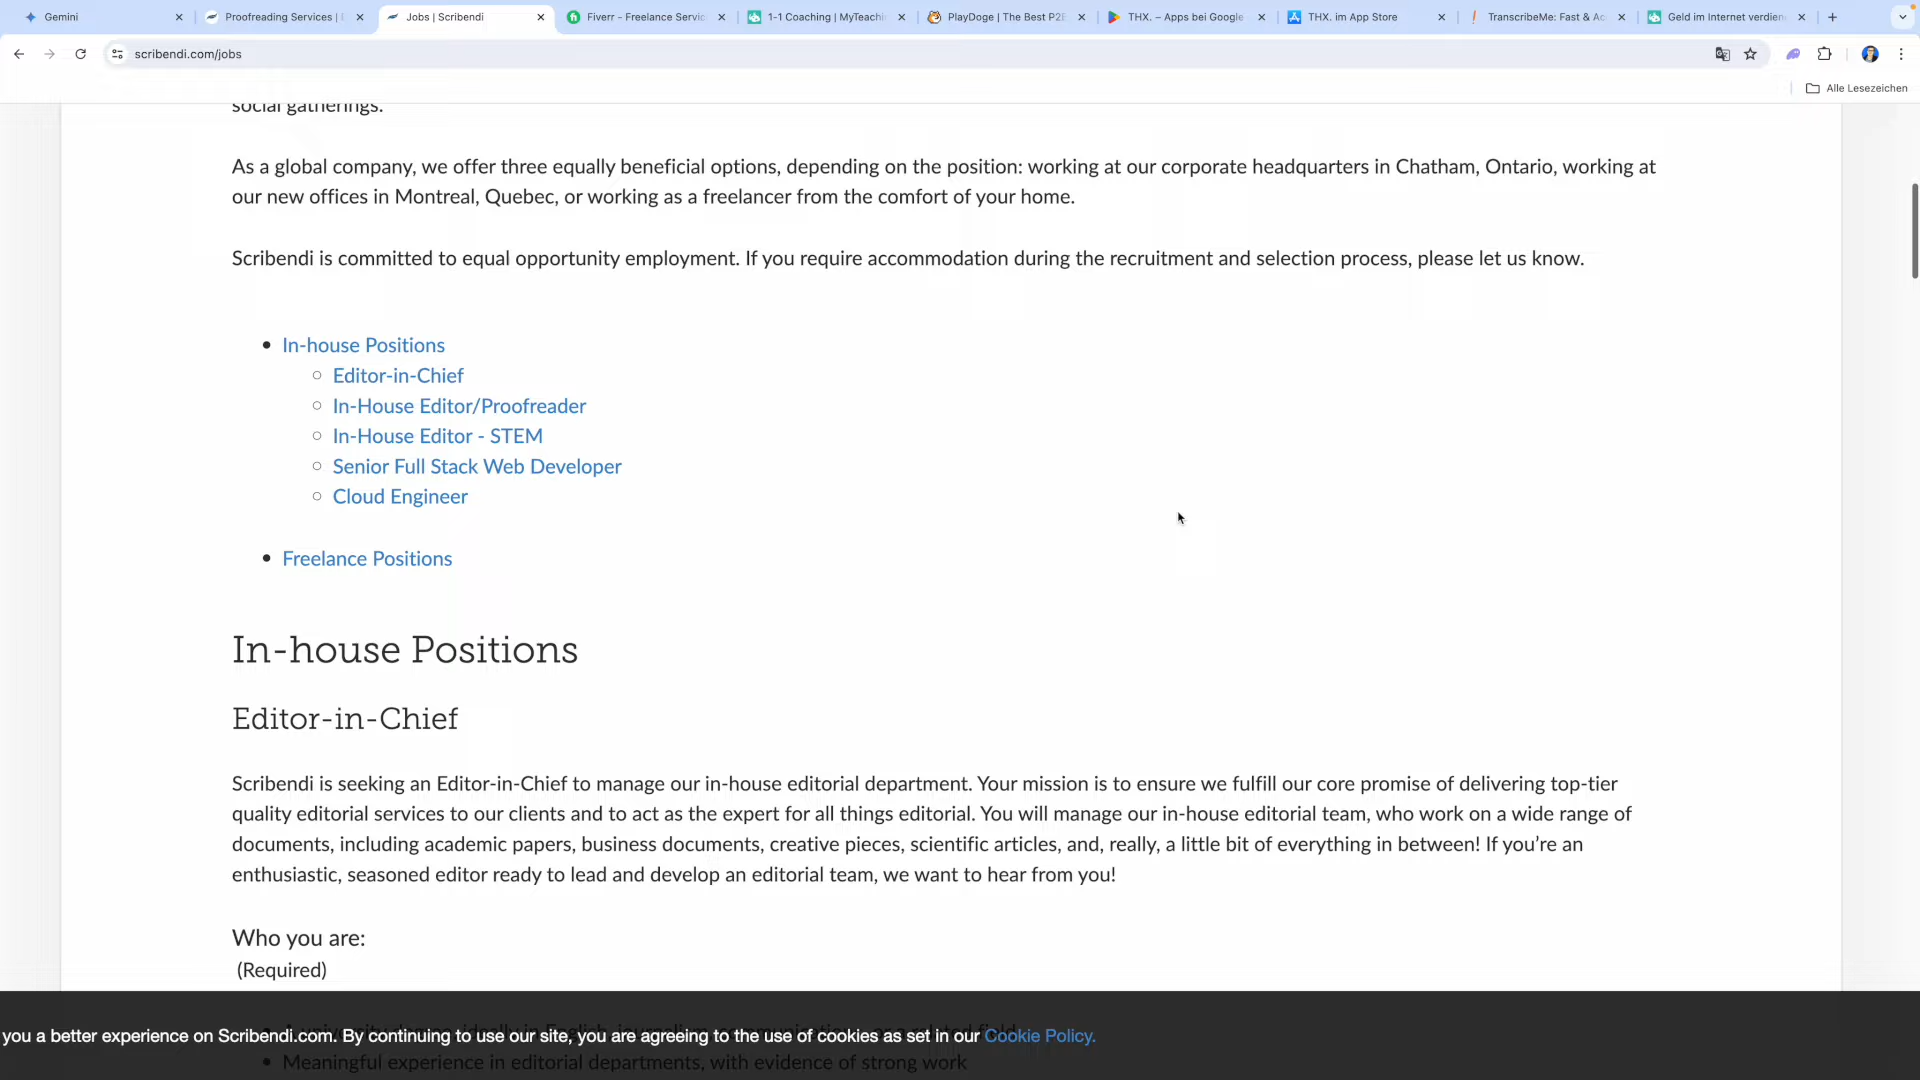 Gemini
Proofreading Services |
Jobs | Scribendi
Fiverr - Freelance Servic
1-1 Coaching | MyTeachi
PlayDoge | The Best P2E
THX. – Apps bei Google
THX. im App Store
TranscribeMe: Fast & Ac
Geld im Internet verdien
scribendi.com/jobs
Alle Lesezeichen
social gatherings.
As a global company, we offer three equally beneficial options, depending on the position: working at our corporate headquarters in Chatham, Ontario, working at
our new offices in Montreal, Quebec, or working as a freelancer from the comfort of your home.
Scribendi is committed to equal opportunity employment. If you require accommodation during the recruitment and selection process, please let us know.
In-house Positions
Editor-in-Chief
In-House Editor/Proofreader
In-House Editor - STEM
Senior Full Stack Web Developer
Cloud Engineer
Freelance Positions
In-house Positions
Editor-in-Chief
Scribendi is seeking an Editor-in-Chief to manage our in-house editorial department. Your mission is to ensure we fulfill our core promise of delivering top-tier
quality editorial services to our clients and to act as the expert for all things editorial. You will manage our in-house editorial team, who work on a wide range of
documents, including academic papers, business documents, creative pieces, scientific articles, and, really, a little bit of everything in between! If you’re an
enthusiastic, seasoned editor ready to lead and develop an editorial team, we want to hear from you!
Who you are:
(Required)
you a better experience on Scribendi.com. By continuing to use our site, you are agreeing to the use of cookies as set in our Cookie Policy.
Meaningful experience in editorial departments, with evidence of strong work